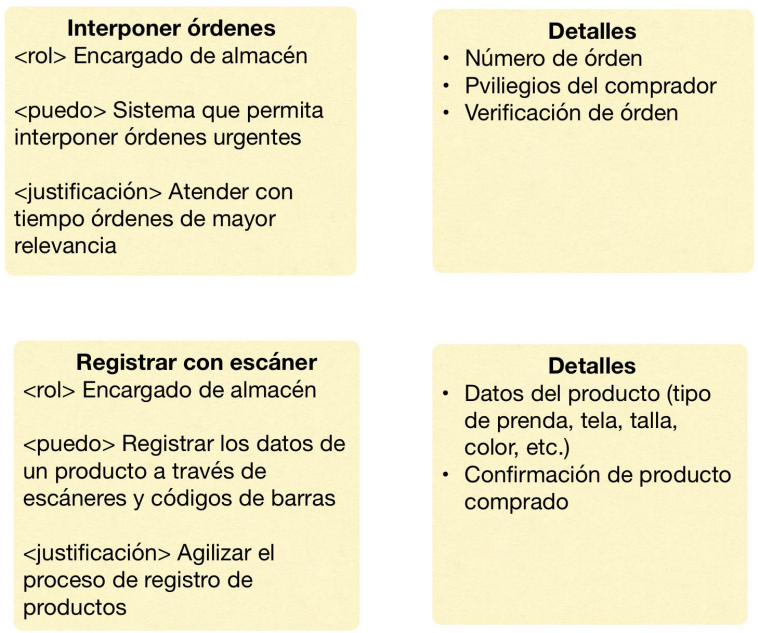 Interponer órdenes
<rol> Encargado de almacén
<puedo> Sistema que permita
interponer órdenes urgentes
<justificación> Atender con
tiempo órdenes de mayor
relevancia
Detalles
• Número de órden
• Pviliegios del comprador
• Verificación de órden
Registrar con escáner
<rol> Encargado de almacén
<puedo> Registrar los datos de
un producto a través de
escáneres y códigos de barras
<justificación> Agilizar el
proceso de registro de
productos
Detalles
• Datos del producto (tipo
de prenda, tela, talla,
color, etc.)
• Confirmación de producto
comprado